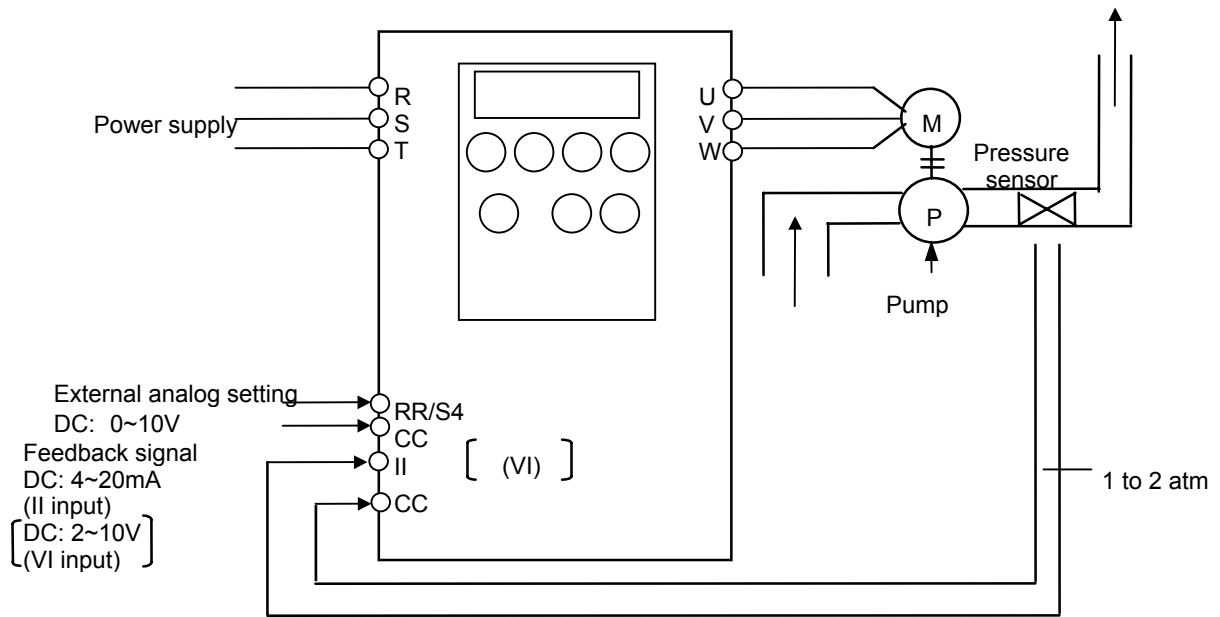 R
S
T
Power supply
U
V
W
M
Pressure
sensor
P
Pump
External analog setting
DC: 0~10V
RR/S4
CC
Feedback signal
DC: 4~20mA
(II input)
DC: 2~10V
(VI input)
II
(VI)
CC
1 to 2 atm